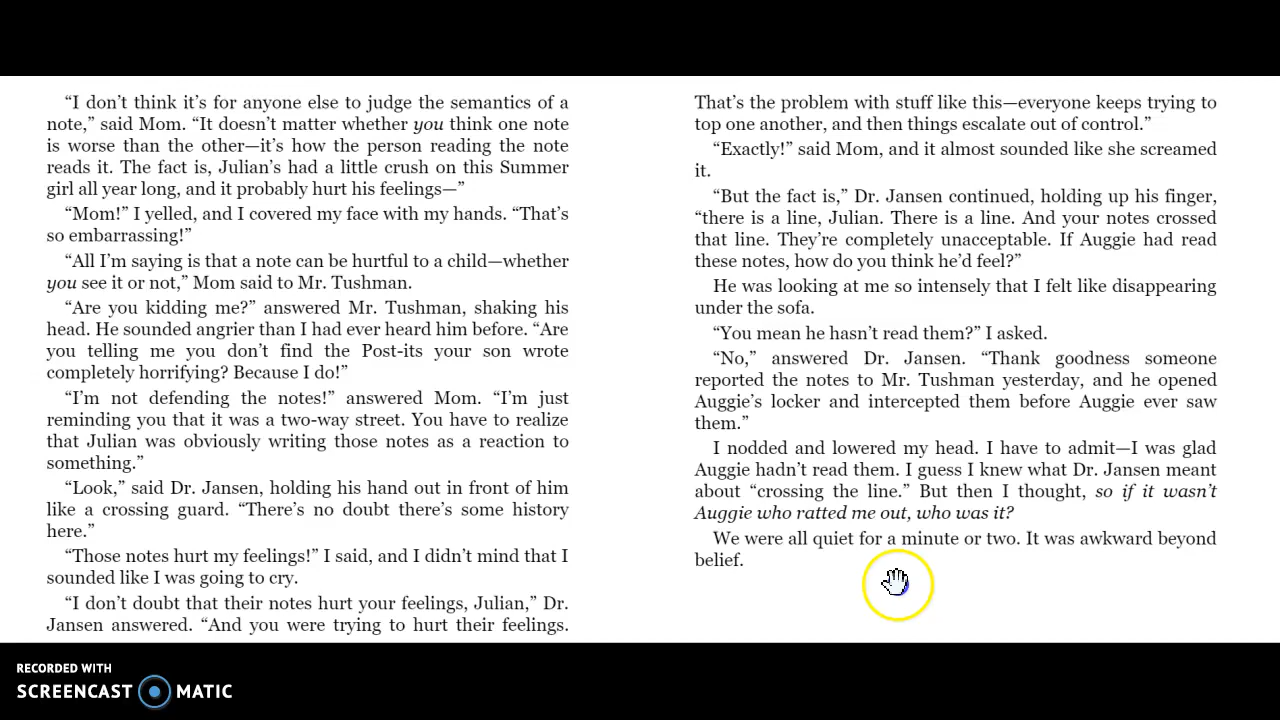 “I don’t think it’s for anyone else to judge the semantics of a
note,” said Mom. “It doesn’t matter whether you think one note
is worse than the other—it’s how the person reading the note
reads it. The fact is, Julian’s had a little crush on this Summer
girl all year long, and it probably hurt his feelings—”
“Mom!” I yelled, and I covered my face with my hands. “That’s
so embarrassing!”
“All I’m saying is that a note can be hurtful to a child—whether
you see it or not,” Mom said to Mr. Tushman.
“Are you kidding me?” answered Mr. Tushman, shaking his
head. He sounded angrier than I had ever heard him before. “Are
you telling me you don’t find the Post-its your son wrote
completely horrifying? Because I do!”
“I’m not defending the notes!” answered Mom. “I’m just
reminding you that it was a two-way street. You have to realize
that Julian was obviously writing those notes as a reaction to
something.”
“Look,” said Dr. Jansen, holding his hand out in front of him
like a crossing guard. “There’s no doubt there’s some history
here.”
“Those notes hurt my feelings!” I said, and I didn’t mind that I
sounded like I was going to cry.
“I don’t doubt that their notes hurt your feelings, Julian,” Dr.
Jansen answered. “And you were trying to hurt their feelings.
That’s the problem with stuff like this—everyone keeps trying to
top one another, and then things escalate out of control.”
“Exactly!” said Mom, and it almost sounded like she screamed
it.
“But the fact is,” Dr. Jansen continued, holding up his finger,
“there is a line, Julian. There is a line. And your notes crossed
that line. They’re completely unacceptable. If Auggie had read
these notes, how do you think he’d feel?”
He was looking at me so intensely that I felt like disappearing
under the sofa.
“You mean he hasn’t read them?” I asked.
“No,” answered Dr. Jansen. “Thank goodness someone
reported the notes to Mr. Tushman yesterday, and he opened
Auggie’s locker and intercepted them before Auggie ever saw
them.”
I nodded and lowered my head. I have to admit—I was glad
Auggie hadn’t read them. I guess I knew what Dr. Jansen meant
about “crossing the line.” But then I thought, so if it wasn’t
Auggie who ratted me out, who was it?
We were all quiet for a minute or two. It was awkward beyond
belief.
RECORDED WITH
SCREENCAST MATIC